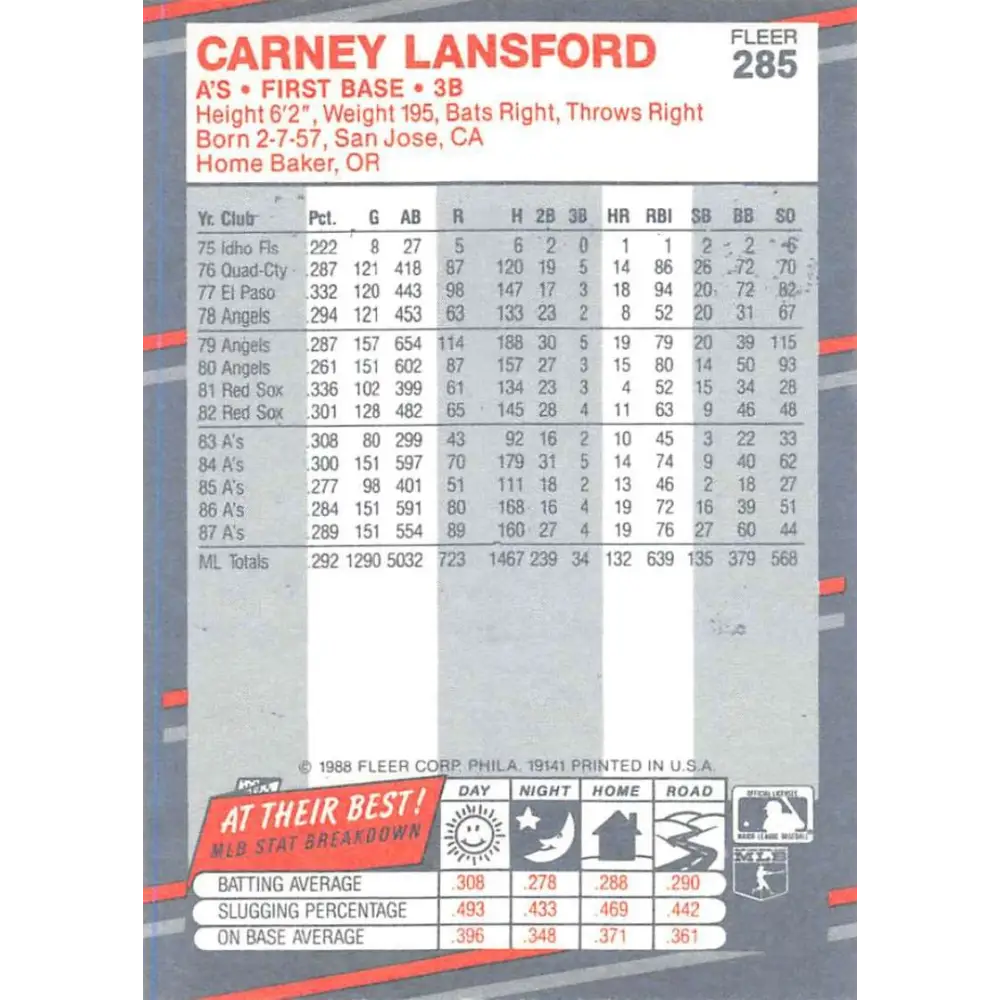 CARNEY LANSFORD
FLEER
285
A'S • FIRST BASE • 3B
Height 6'2", Weight 195, Bats Right, Throws Right
Born 2-7-57, San Jose, CA
Home Baker, OR
Yr. Club Pct. G AB R H 2B 3B HR RBI SB BB SO
75 Idho Fls .222 8 27 5 6 2 0 1 1 2 2 6
76 Quad-Cty .287 121 418 87 120 19 5 14 86 26 72 70
77 El Paso .332 120 443 98 147 17 3 18 94 20 72 82
78 Angels .294 121 453 63 133 23 2 8 52 20 31 67
79 Angels .287 157 654 114 188 30 5 19 79 20 39 115
80 Angels .261 151 602 87 157 27 3 15 80 14 50 93
81 Red Sox .336 102 399 61 134 23 3 4 52 15 34 28
82 Red Sox .301 128 482 65 145 28 4 11 63 9 46 48
83 A's .308 80 299 43 92 16 2 10 45 3 22 33
84 A's .300 151 597 70 179 31 5 14 74 9 40 62
85 A's .277 98 401 51 111 18 2 13 46 2 18 27
86 A's .284 151 591 80 168 16 4 19 72 16 39 51
87 A's .289 151 554 89 160 27 4 19 76 27 60 44
ML Totals .292 1290 5032 723 1467 239 34 132 639 135 379 568
© 1988 FLEER CORP. PHILA. 19141 PRINTED IN U.S.A.
AT THEIR BEST!
MLB STAT BREAKDOWN
DAY NIGHT HOME ROAD
BATTING AVERAGE .308 .278 .288 .290
SLUGGING PERCENTAGE .493 .433 .469 .442
ON BASE AVERAGE .396 .348 .371 .361
OFFICIAL LICENSEE
MAJOR LEAGUE BASEBALL
MLB